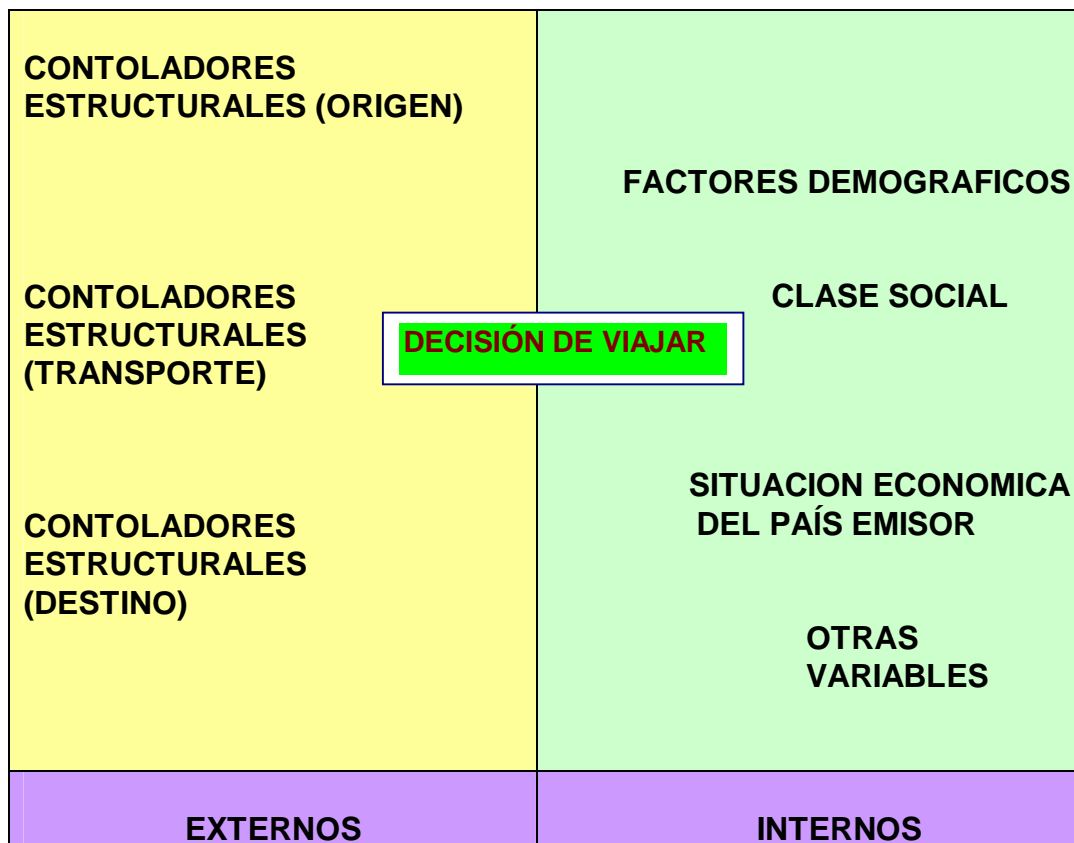 CONTOLADORES
ESTRUCTURALES (ORIGEN)
CONTOLADORES
ESTRUCTURALES
(TRANSPORTE)
CONTOLADORES
ESTRUCTURALES
(DESTINO)
DECISIÓN DE VIAJAR
FACTORES DEMOGRAFICOS
CLASE SOCIAL
SITUACION ECONOMICA
DEL PAÍS EMISOR
OTRAS
VARIABLES
EXTERNOS
INTERNOS